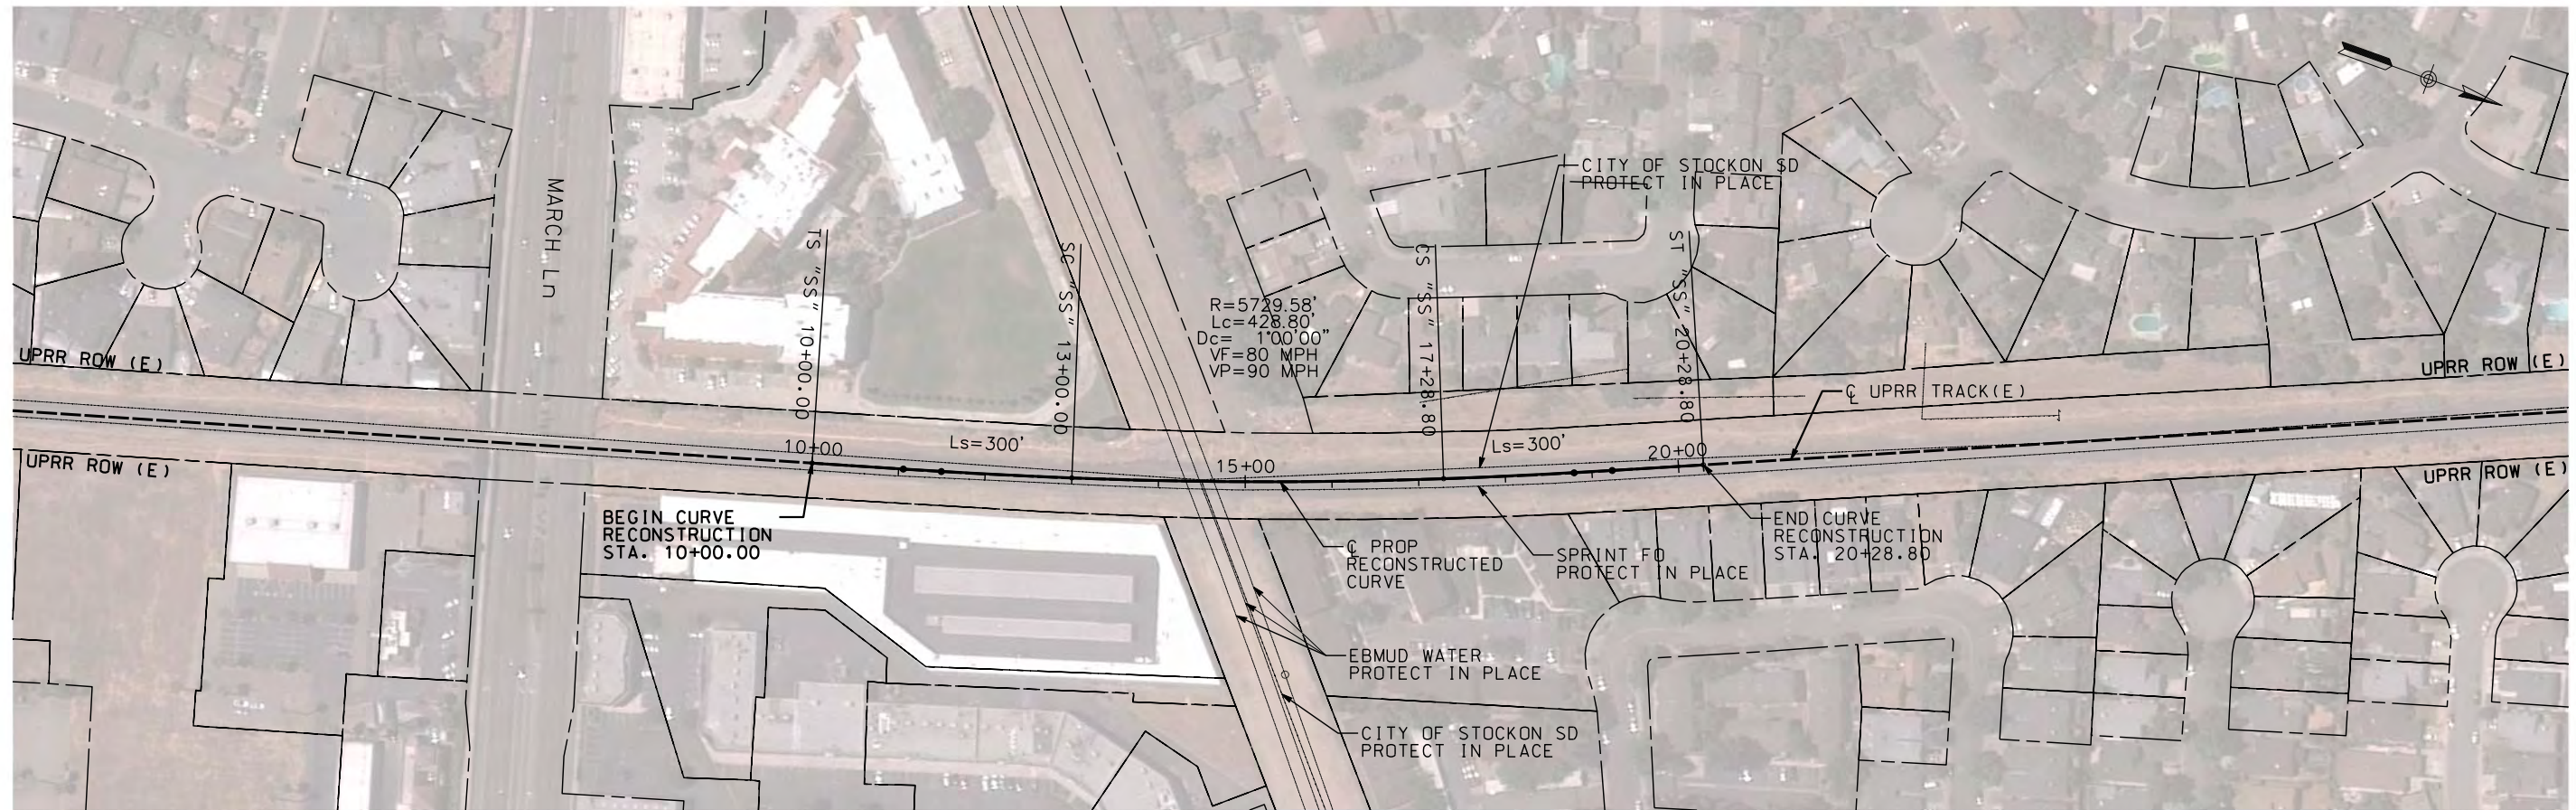 MARCH Ln
TS "SS" 10+00.00
SC "SS" 13+00.00
R=5729.58'
Lc=428.80'
Dc= 1°00'00"
VF=80 MPH
VP=90 MPH
CS "SS" 17+28.80
CITY OF STOCKON SD
PROTECT IN PLACE
ST "SS" 20+28.80
UPRR ROW (E)
UPRR ROW (E)
℄ UPRR TRACK(E)
10+00
Ls=300'
15+00
Ls=300'
20+00
UPRR ROW (E)
UPRR ROW (E)
BEGIN CURVE
RECONSTRUCTION
STA. 10+00.00
℄ PROP
RECONSTRUCTED
CURVE
SPRINT FO
PROTECT IN PLACE
END CURVE
RECONSTRUCTION
STA. 20+28.80
EBMUD WATER
PROTECT IN PLACE
CITY OF STOCKON SD
PROTECT IN PLACE